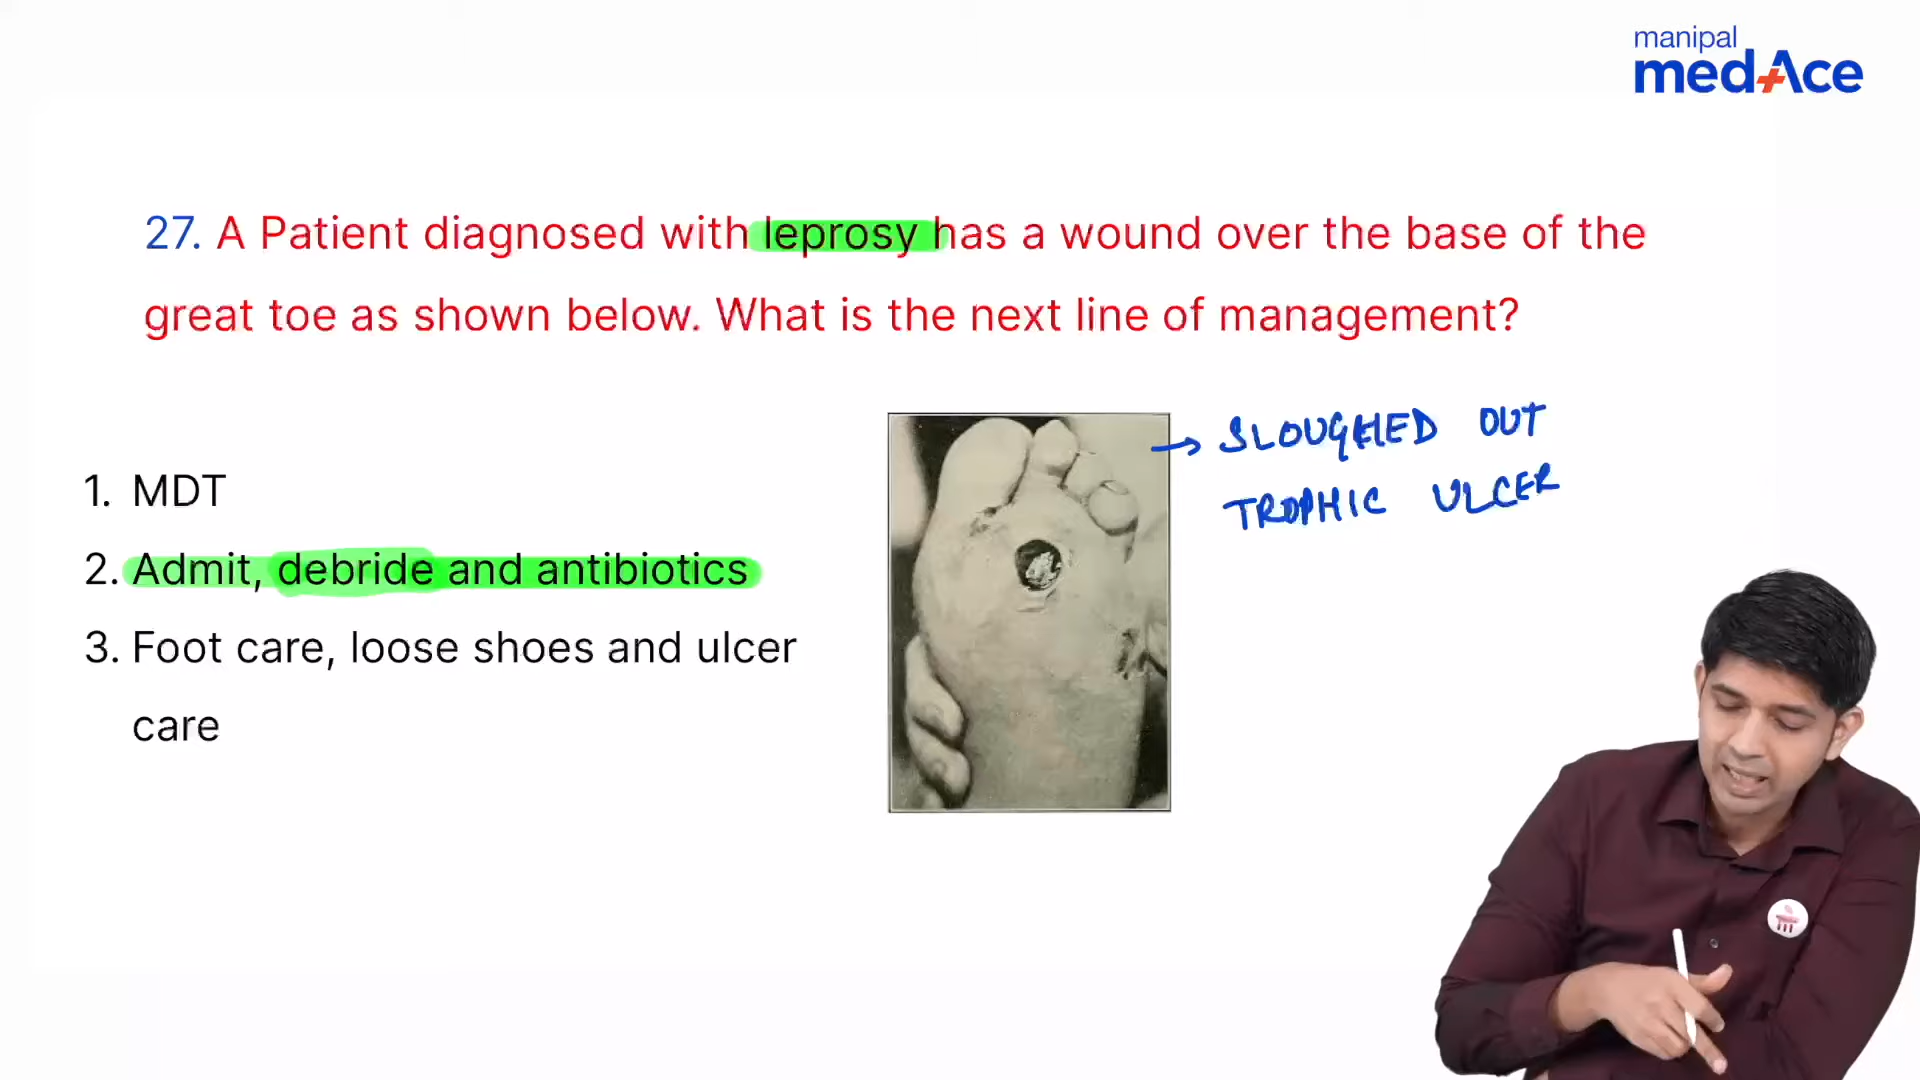 manipal
medAce
27. A Patient diagnosed with leprosy has a wound over the base of the
great toe as shown below. What is the next line of management?
1. MDT
2. Admit, debride and antibiotics
3. Foot care, loose shoes and ulcer
care
→ SLOUGHED OUT
TROPHIC ULCER